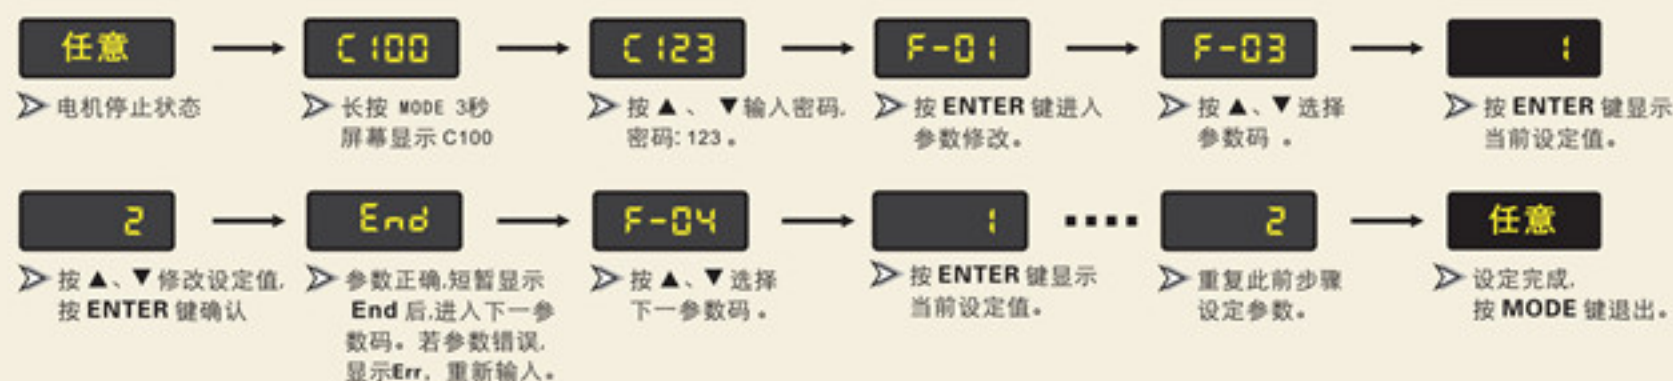 任意
C100
C123
F-01
F-03
1
电机停止状态
长按 MODE 3秒
屏幕显示 C100
按 ▲、 ▼输入密码,
密码: 123 。
按 ENTER 键进入
参数修改。
按 ▲、▼ 选择
参数码 。
按 ENTER 键显示
当前设定值。
2
End
F-04
1
2
任意
按 ▲、▼ 修改设定值,
按 ENTER 键确认
参数正确,短暂显示
End 后,进入下一参
数码。若参数错误,
显示Err, 重新输入。
按 ▲、▼ 选择
下一参数码 。
按 ENTER 键显示
当前设定值。
重复此前步骤
设定参数。
设定完成,
按 MODE 键退出。